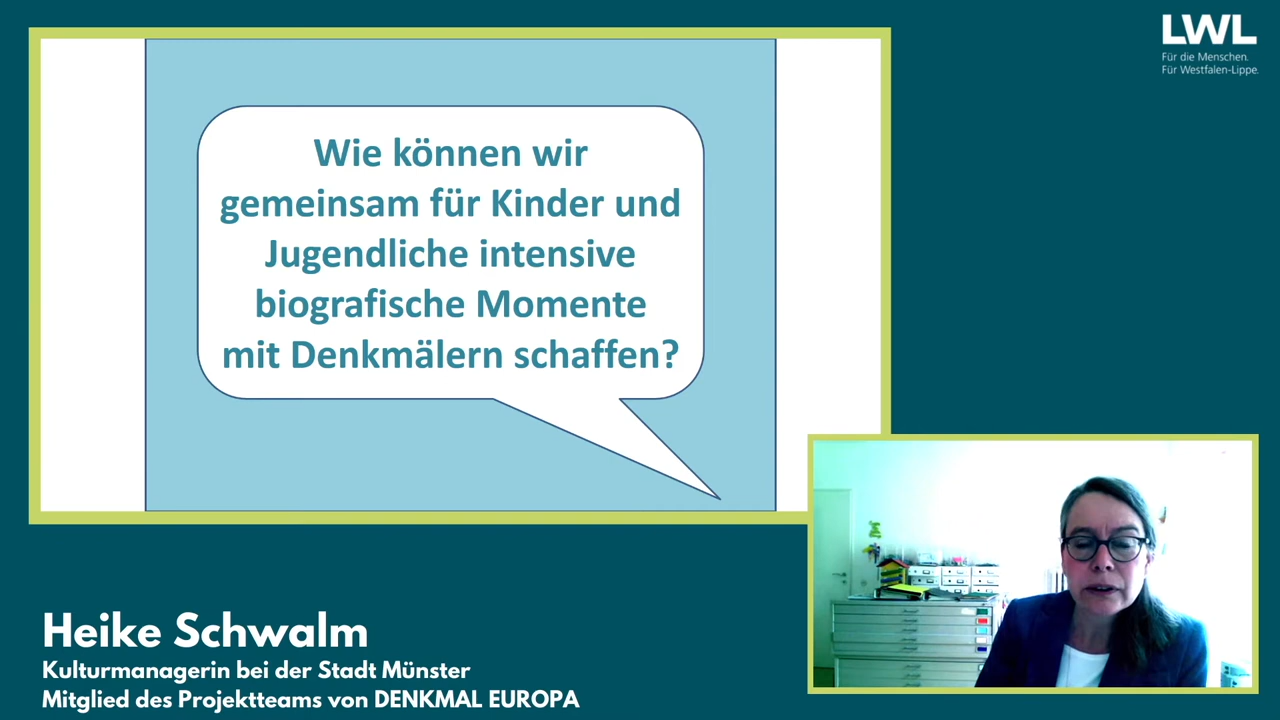 LWL
Für die Menschen.
Für Westfalen-Lippe.
Wie können wir
gemeinsam für Kinder und
Jugendliche intensive
biografische Momente
mit Denkmälern schaffen?
Heike Schwalm
Kulturmanagerin bei der Stadt Münster
Mitglied des Projektteams von DENKMAL EUROPA